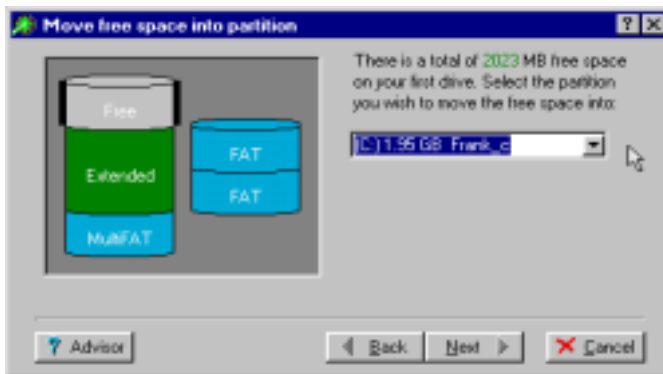 Move free space into partition
There is a total of 2023 MB free space
on your first drive. Select the partition
you wish to move the free space into:
(C:) 1.95 GB Frank_c
Free
Extended
MultiFAT
FAT
FAT
Advisor
Back
Next
Cancel